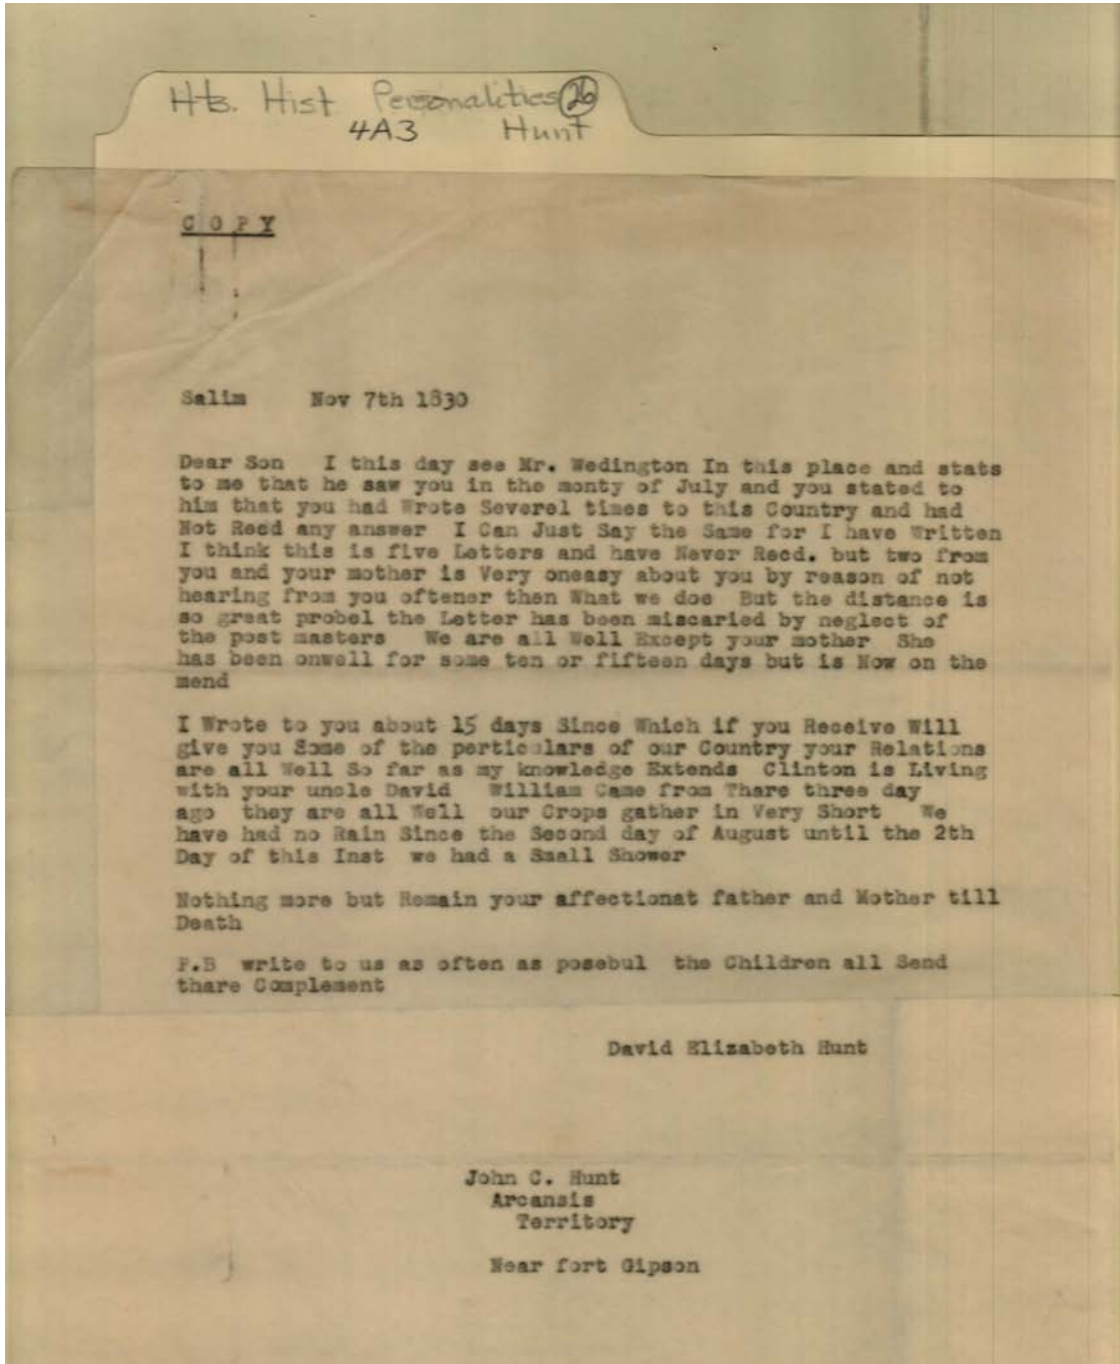 Hts. Hist Personalities 26
4A3 Hunt
COPY
Salim Nov 7th 1830
Dear Son I this day see Mr. Wedington In this place and stats
to me that he saw you in the monty of July and you stated to
him that you had Wrote Severel times to this Country and had
Not Recd any answer I Can Just Say the Same for I have Written
I think this is five Letters and have Never Recd. but two from
you and your mother is Very oneasy about you by reason of not
hearing from you oftener then What we doe But the distance is
so great probel the Letter has been miscaried by neglect of
the post masters We are all Well Except your mother She
has been onwell for some ten or fifteen days but is Now on the
mend
I Wrote to you about 15 days Since Which if you Receive Will
give you Some of the perticulars of our Country your Relations
are all Well So far as my knowledge Extends Clinton is Living
with your uncle David William Came from Thare three day
ago they are all Well our Crops gather in Very Short We
have had no Rain Since the Second day of August until the 2th
Day of this Inst we had a Small Shower
Nothing more but Remain your affectionat father and Mother till
Death
P.B write to us as often as posebul the Children all Send
thare Complement
David Elizabeth Hunt
John C. Hunt
Arcansis
Territory
Near fort Gipson